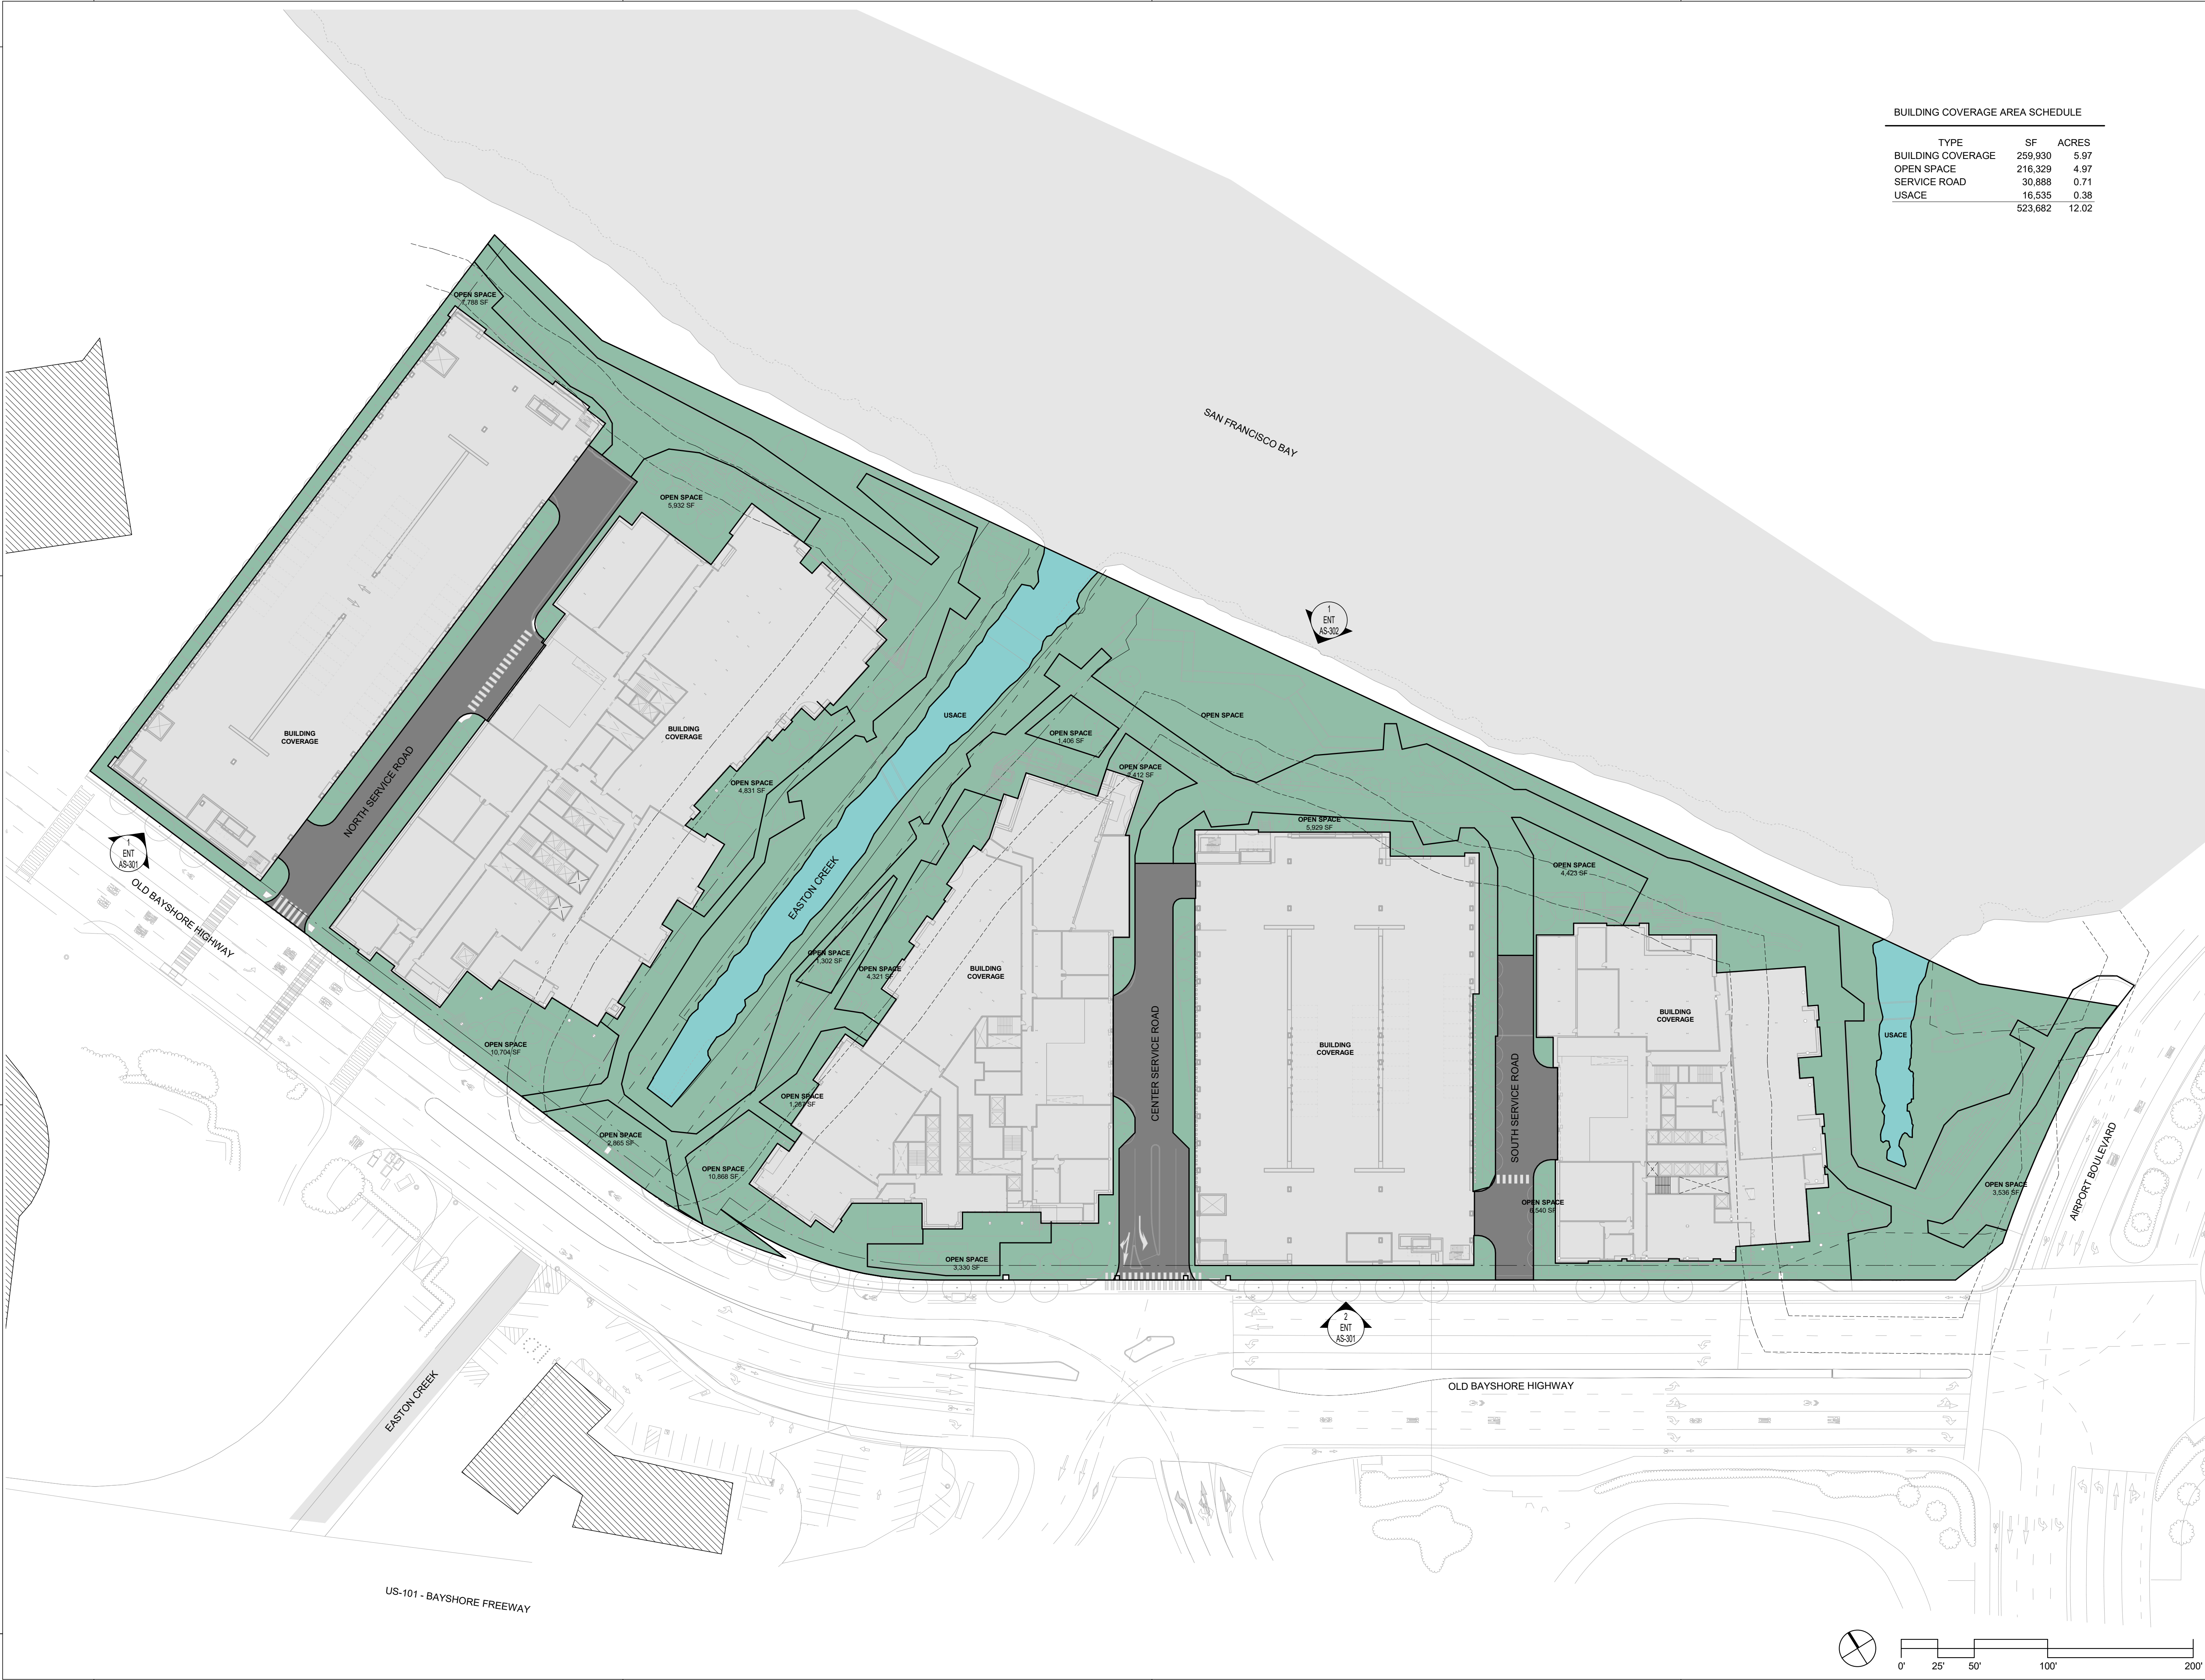 BUILDING COVERAGE AREA SCHEDULE
TYPE SF ACRES
BUILDING COVERAGE 259,930 5.97
OPEN SPACE 216,329 4.97
SERVICE ROAD 30,888 0.71
USACE 16,535 0.38
523,682 12.02
OPEN SPACE
7,788 SF
SAN FRANCISCO BAY
OPEN SPACE
5,932 SF
1
ENT
AS-302
BUILDING
COVERAGE
BUILDING
COVERAGE
NORTH SERVICE ROAD
USACE
OPEN SPACE
OPEN SPACE
1,406 SF
OPEN SPACE
2,412 SF
OPEN SPACE
4,831 SF
OPEN SPACE
5,929 SF
1
ENT
AS-301
OLD BAYSHORE HIGHWAY
EASTON CREEK
OPEN SPACE
4,423 SF
OPEN SPACE
1,302 SF
OPEN SPACE
4,321 SF
BUILDING
COVERAGE
BUILDING
COVERAGE
BUILDING
COVERAGE
USACE
OPEN SPACE
10,704 SF
CENTER SERVICE ROAD
SOUTH SERVICE ROAD
OPEN SPACE
OPEN SPACE
2,865 SF
OPEN SPACE
10,868 SF
OPEN SPACE
6,540 SF
OPEN SPACE
3,536 SF
AIRPORT BOULEVARD
OPEN SPACE
3,330 SF
2
ENT
AS-301
OLD BAYSHORE HIGHWAY
EASTON CREEK
US-101 - BAYSHORE FREEWAY
0' 25' 50' 100' 200'